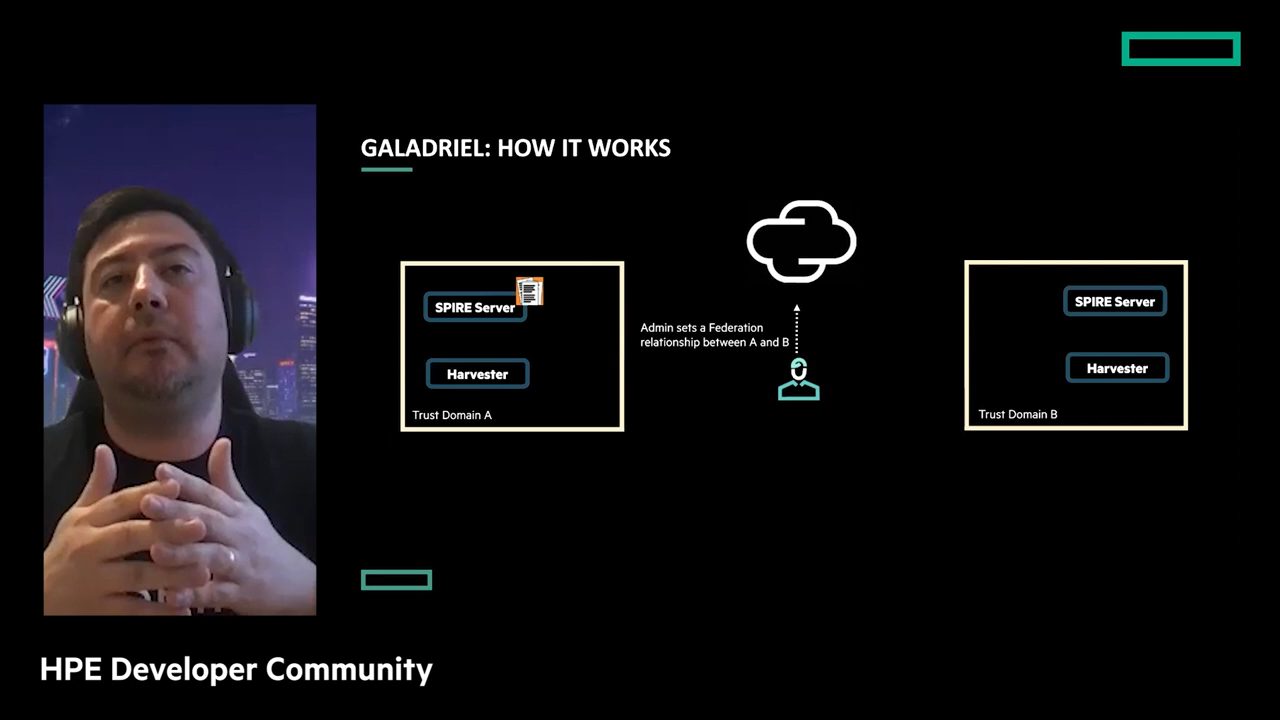 GALADRIEL: HOW IT WORKS
SPIRE Server
Harvester
Trust Domain A
Admin sets a Federation
relationship between A and B
SPIRE Server
Harvester
Trust Domain B
HPE Developer Community